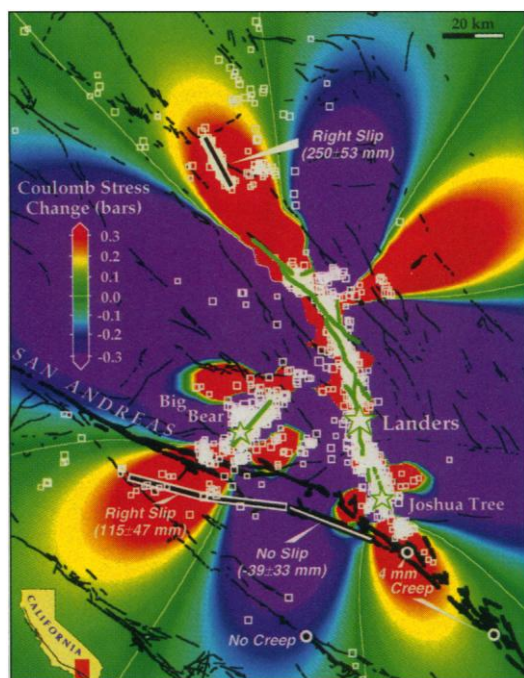 20 km
Right Slip
(250±53 mm)
Coulomb Stress
Change (bars)
0.3
0.2
0.1
0.0
-0.1
-0.2
-0.3
SAN ANDREAS
Big
Bear
Landers
Joshua Tree
Right Slip
(115±47 mm)
No Slip
(-39±33 mm)
4 mm
Creep
No Creep
CALIFORNIA